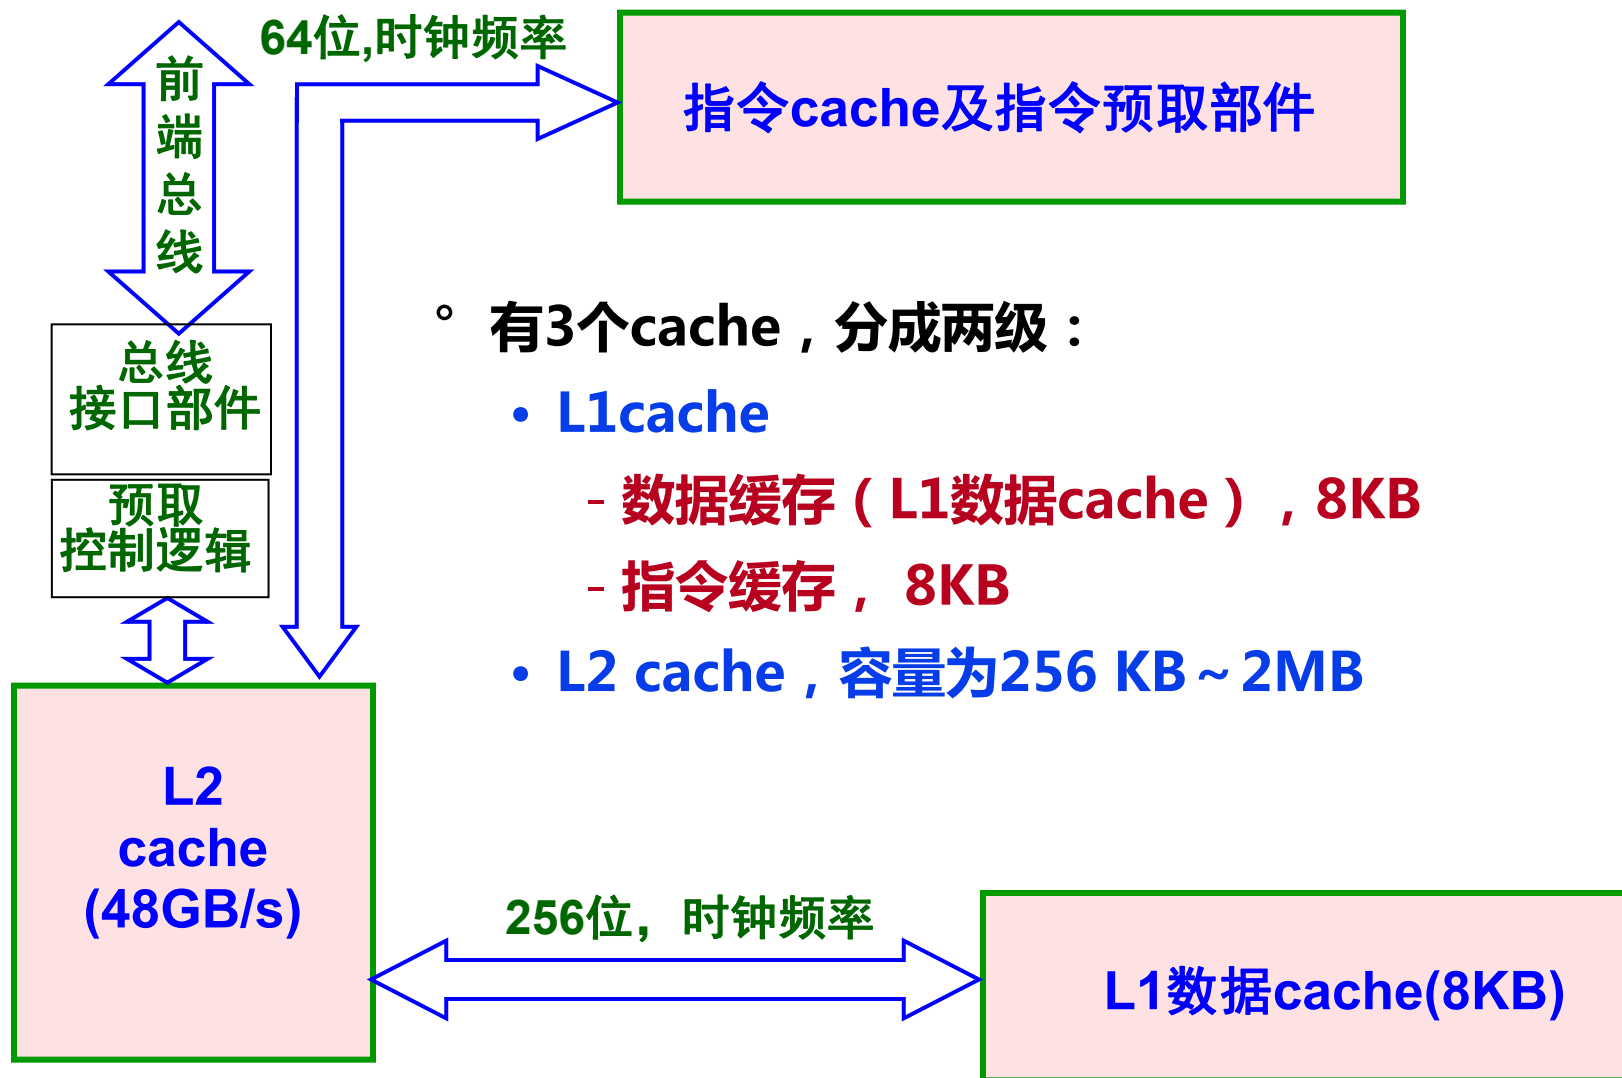 64位,时钟频率
前
端
总
线
指令cache及指令预取部件
° 有3个cache，分成两级：
• L1cache
- 数据缓存（L1数据cache），8KB
- 指令缓存， 8KB
• L2 cache，容量为256 KB～2MB
总线
接口部件
预取
控制逻辑
L2
cache
(48GB/s)
256位，时钟频率
L1数据cache(8KB)